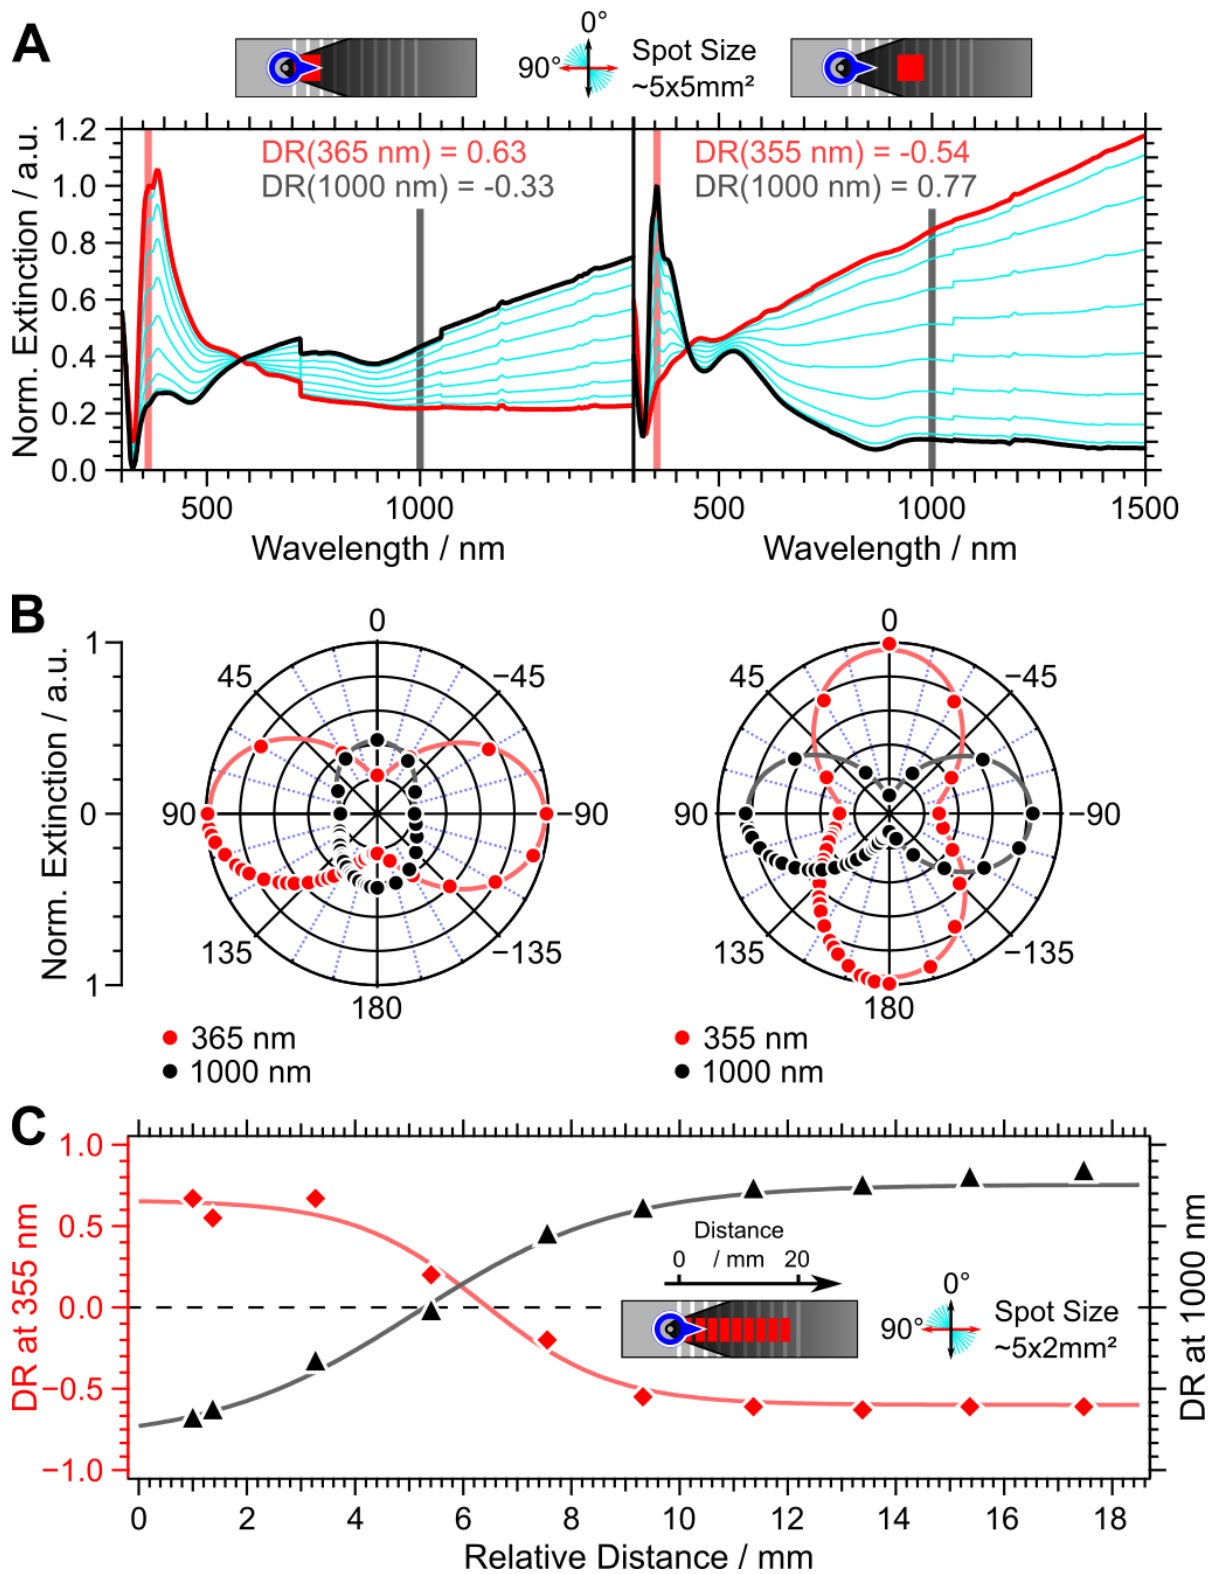 A
0°
90°
Spot Size
~5x5mm²
DR(365 nm) = 0.63
DR(1000 nm) = -0.33
DR(355 nm) = -0.54
DR(1000 nm) = 0.77
Norm. Extinction / a.u.
1.2
1.0
0.8
0.6
0.4
0.2
0.0
500
1000
500
1000
1500
Wavelength / nm
Wavelength / nm
B
Norm. Extinction / a.u.
1
0
1
0
45
−45
90
−90
135
−135
180
0
45
−45
90
−90
135
−135
180
365 nm
1000 nm
355 nm
1000 nm
C
DR at 355 nm
1.0
0.5
0.0
−0.5
−1.0
Distance
0 / mm 20
0°
90°
Spot Size
~5x2mm²
DR at 1000 nm
0 2 4 6 8 10 12 14 16 18
Relative Distance / mm